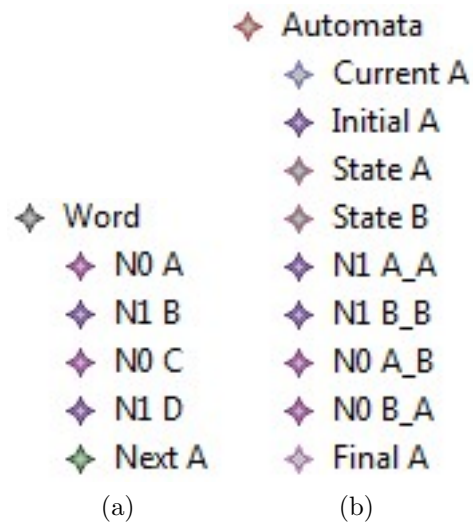 Word
N0 A
N1 B
N0 C
N1 D
Next A
(a)
Automata
Current A
Initial A
State A
State B
N1 A_A
N1 B_B
N0 A_B
N0 B_A
Final A
(b)